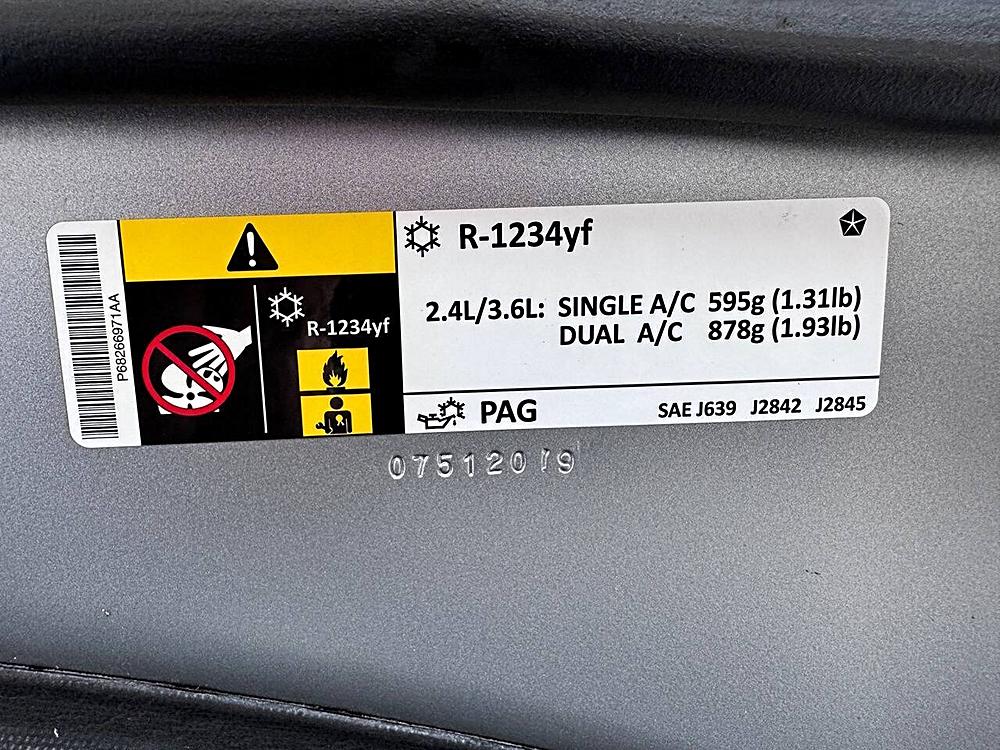 P68266971AA
R-1234yf
R-1234yf
2.4L/3.6L: SINGLE A/C 595g (1.31lb)
DUAL A/C 878g (1.93lb)
PAG
SAE J639 J2842 J2845
07512019